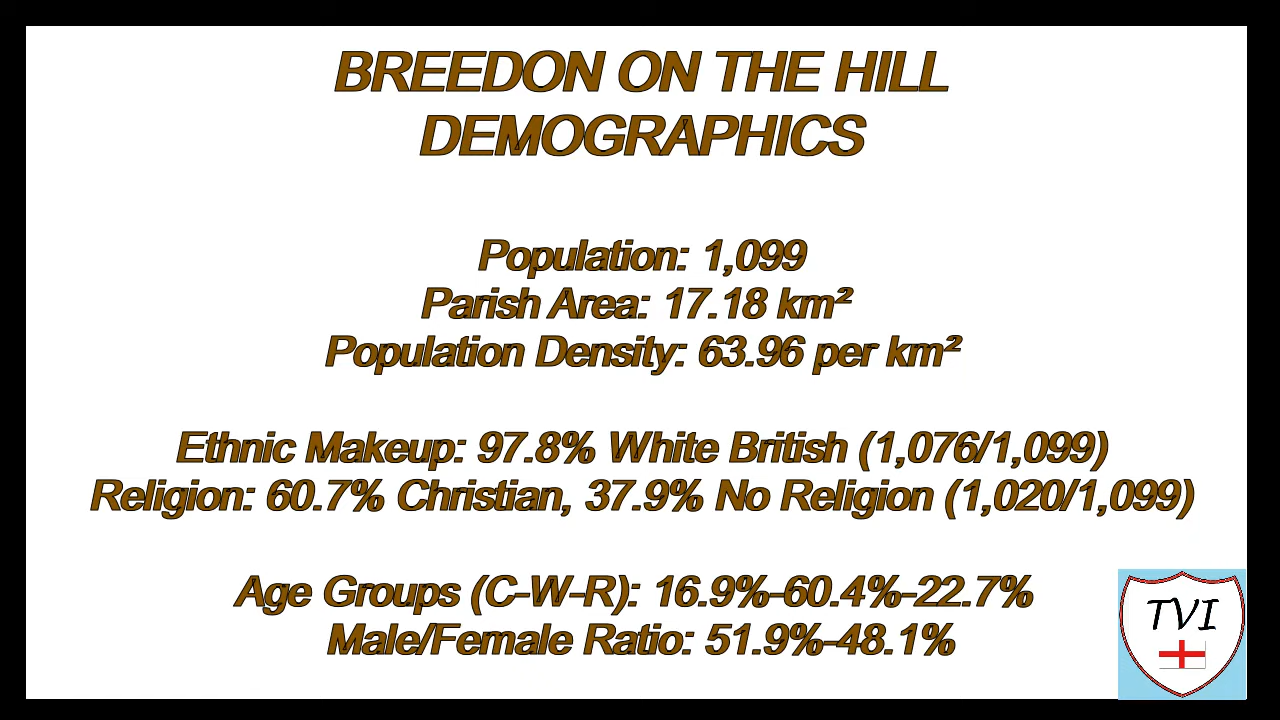 BREEDON ON THE HILL
DEMOGRAPHICS
Population: 1,099
Parish Area: 17.18 km²
Population Density: 63.96 per km²
Ethnic Makeup: 97.8% White British (1,076/1,099)
Religion: 60.7% Christian, 37.9% No Religion (1,020/1,099)
Age Groups (C-W-R): 16.9%-60.4%-22.7%
Male/Female Ratio: 51.9%-48.1%
TVI